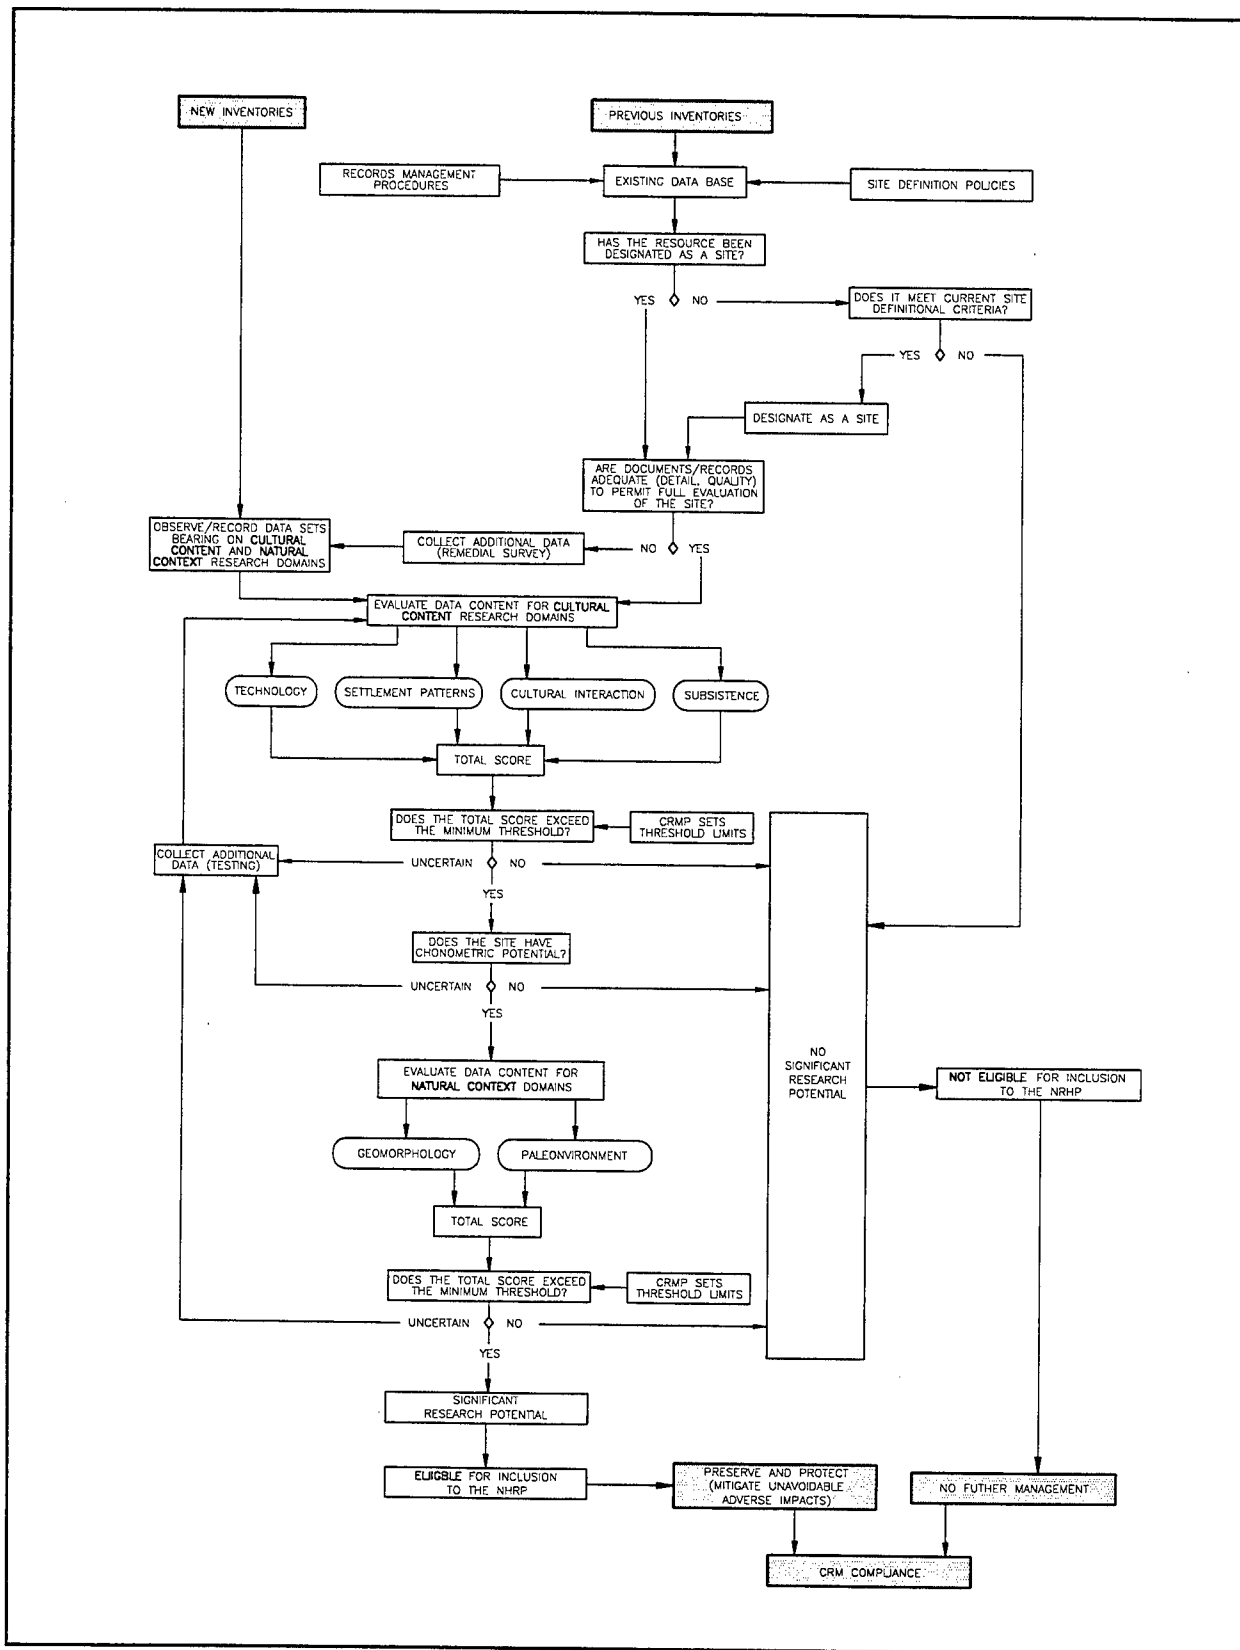 NEW INVENTORIES
PREVIOUS INVENTORIES
RECORDS MANAGEMENT
PROCEDURES
EXISTING DATA BASE
SITE DEFINITION POLICIES
HAS THE RESOURCE BEEN
DESIGNATED AS A SITE?
YES NO
DOES IT MEET CURRENT SITE
DEFINITIONAL CRITERIA?
YES NO
DESIGNATE AS A SITE
ARE DOCUMENTS/RECORDS
ADEQUATE (DETAIL, QUALITY)
TO PERMIT FULL EVALUATION
OF THE SITE?
OBSERVE/RECORD DATA SETS
BEARING ON CULTURAL
CONTENT AND NATURAL
CONTEXT RESEARCH DOMAINS
COLLECT ADDITIONAL DATA
(REMEDIAL SURVEY)
NO YES
EVALUATE DATA CONTENT FOR CULTURAL
CONTENT RESEARCH DOMAINS
TECHNOLOGY
SETTLEMENT PATTERNS
CULTURAL INTERACTION
SUBSISTENCE
TOTAL SCORE
DOES THE TOTAL SCORE EXCEED
THE MINIMUM THRESHOLD?
CRMP SETS
THRESHOLD LIMITS
COLLECT ADDITIONAL
DATA (TESTING)
UNCERTAIN NO
YES
DOES THE SITE HAVE
CHONOMETRIC POTENTIAL?
UNCERTAIN NO
YES
EVALUATE DATA CONTENT FOR
NATURAL CONTEXT DOMAINS
GEOMORPHOLOGY
PALEONVIRONMENT
TOTAL SCORE
DOES THE TOTAL SCORE EXCEED
THE MINIMUM THRESHOLD?
CRMP SETS
THRESHOLD LIMITS
UNCERTAIN NO
YES
NO
SIGNIFICANT
RESEARCH
POTENTIAL
NOT ELIGIBLE FOR INCLUSION
TO THE NRHP
SIGNIFICANT
RESEARCH POTENTIAL
ELIGIBLE FOR INCLUSION
TO THE NHRP
PRESERVE AND PROTECT
(MITIGATE UNAVOIDABLE
ADVERSE IMPACTS)
NO FUTHER MANAGEMENT
CRM COMPLIANCE